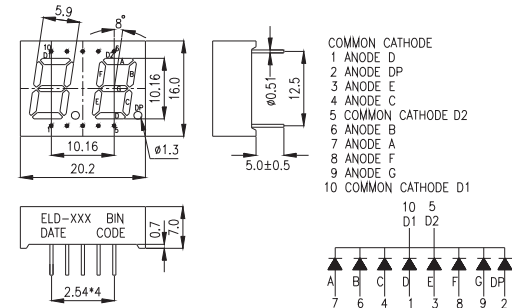 5.9
8°
10
6
D1
D2
A
F
B
G
E
C
D
DP
1
5
10.16
16.0
10.16
ø1.3
20.2
ø0.51
12.5
5.0±0.5
COMMON CATHODE
1 ANODE D
2 ANODE DP
3 ANODE E
4 ANODE C
5 COMMON CATHODE D2
6 ANODE B
7 ANODE A
8 ANODE F
9 ANODE G
10 COMMON CATHODE D1
ELD-XXX BIN
DATE CODE
0.7
7.0
2.54*4
10 5
D1 D2
A B C D E F G DP
7 6 4 1 3 8 9 2